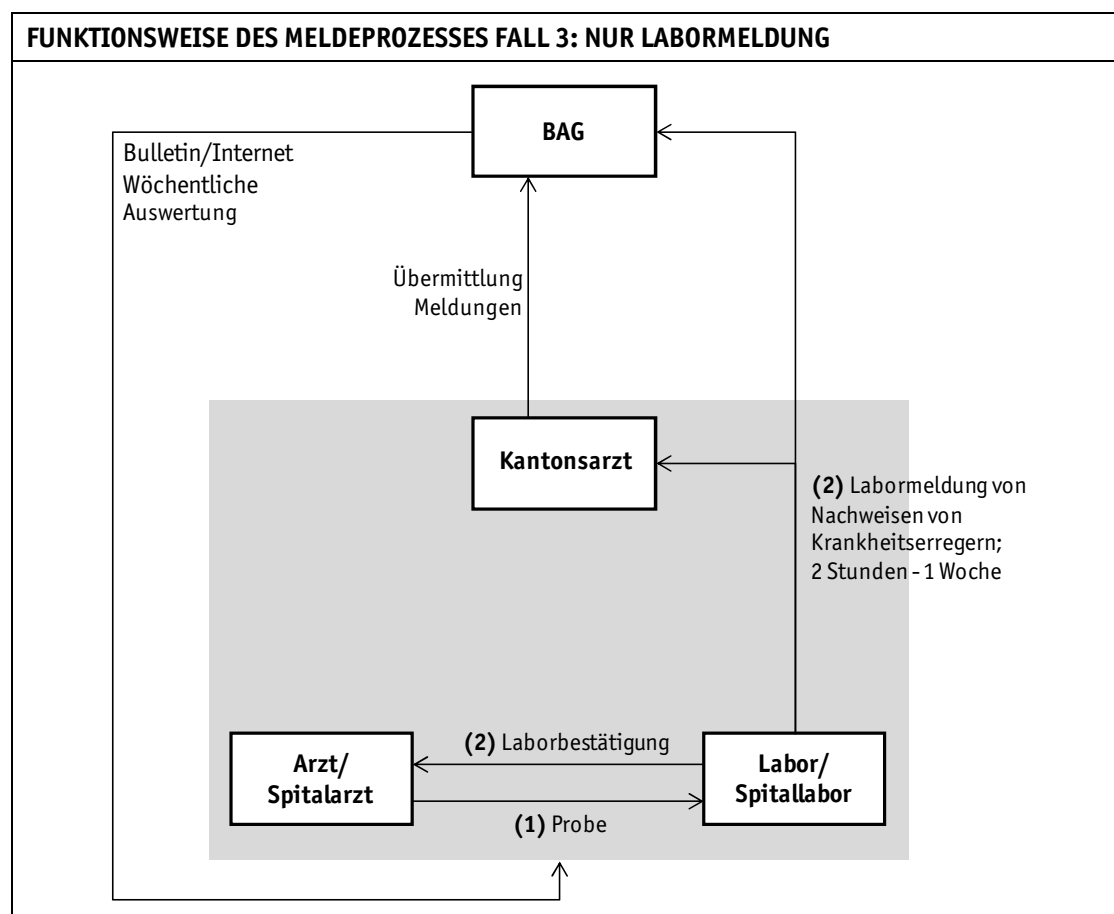 FUNKTIONSWEISE DES MELDEPROZESSES FALL 3: NUR LABORMELDUNG
BAG
Bulletin/Internet
Wöchentliche
Auswertung
Übermittlung
Meldungen
Kantonsarzt
(2) Labormeldung von
Nachweisen von
Krankheitserregern;
2 Stunden - 1 Woche
(2) Laborbestätigung
Arzt/
Spitalarzt
Labor/
Spitallabor
(1) Probe